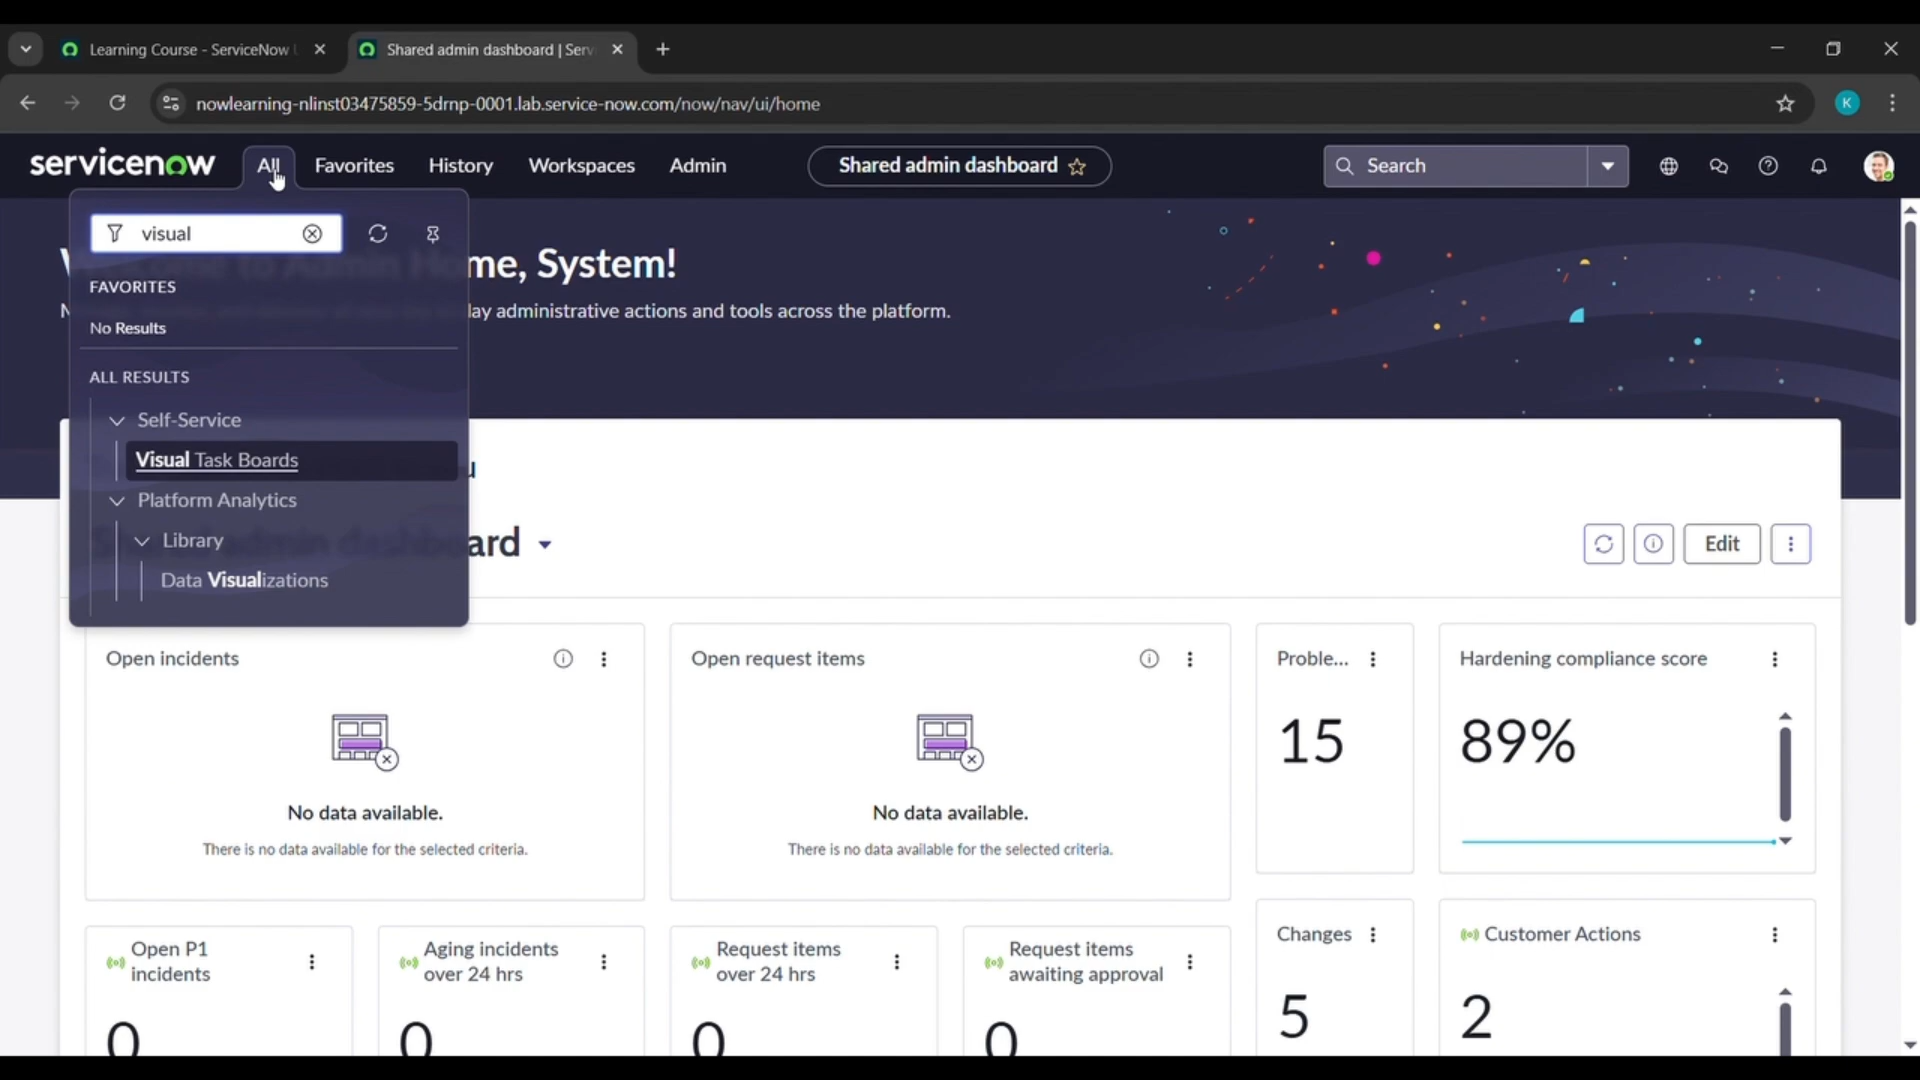 Learning Course - ServiceNow U
Shared admin dashboard | Serv
nowlearning-nlinst03475859-5drnp-0001.lab.service-now.com/now/nav/ui/home
K
servicenow
All
Favorites
History
Workspaces
Admin
Shared admin dashboard
Search
visual
me, System!
lay administrative actions and tools across the platform.
FAVORITES
No Results
ALL RESULTS
Self-Service
Visual Task Boards
Platform Analytics
Library
Data Visualizations
ard
Edit
Open incidents
No data available.
There is no data available for the selected criteria.
Open request items
No data available.
There is no data available for the selected criteria.
Proble...
15
Hardening compliance score
89%
Open P1
incidents
0
Aging incidents
over 24 hrs
0
Request items
over 24 hrs
0
Request items
awaiting approval
0
Changes
5
Customer Actions
2